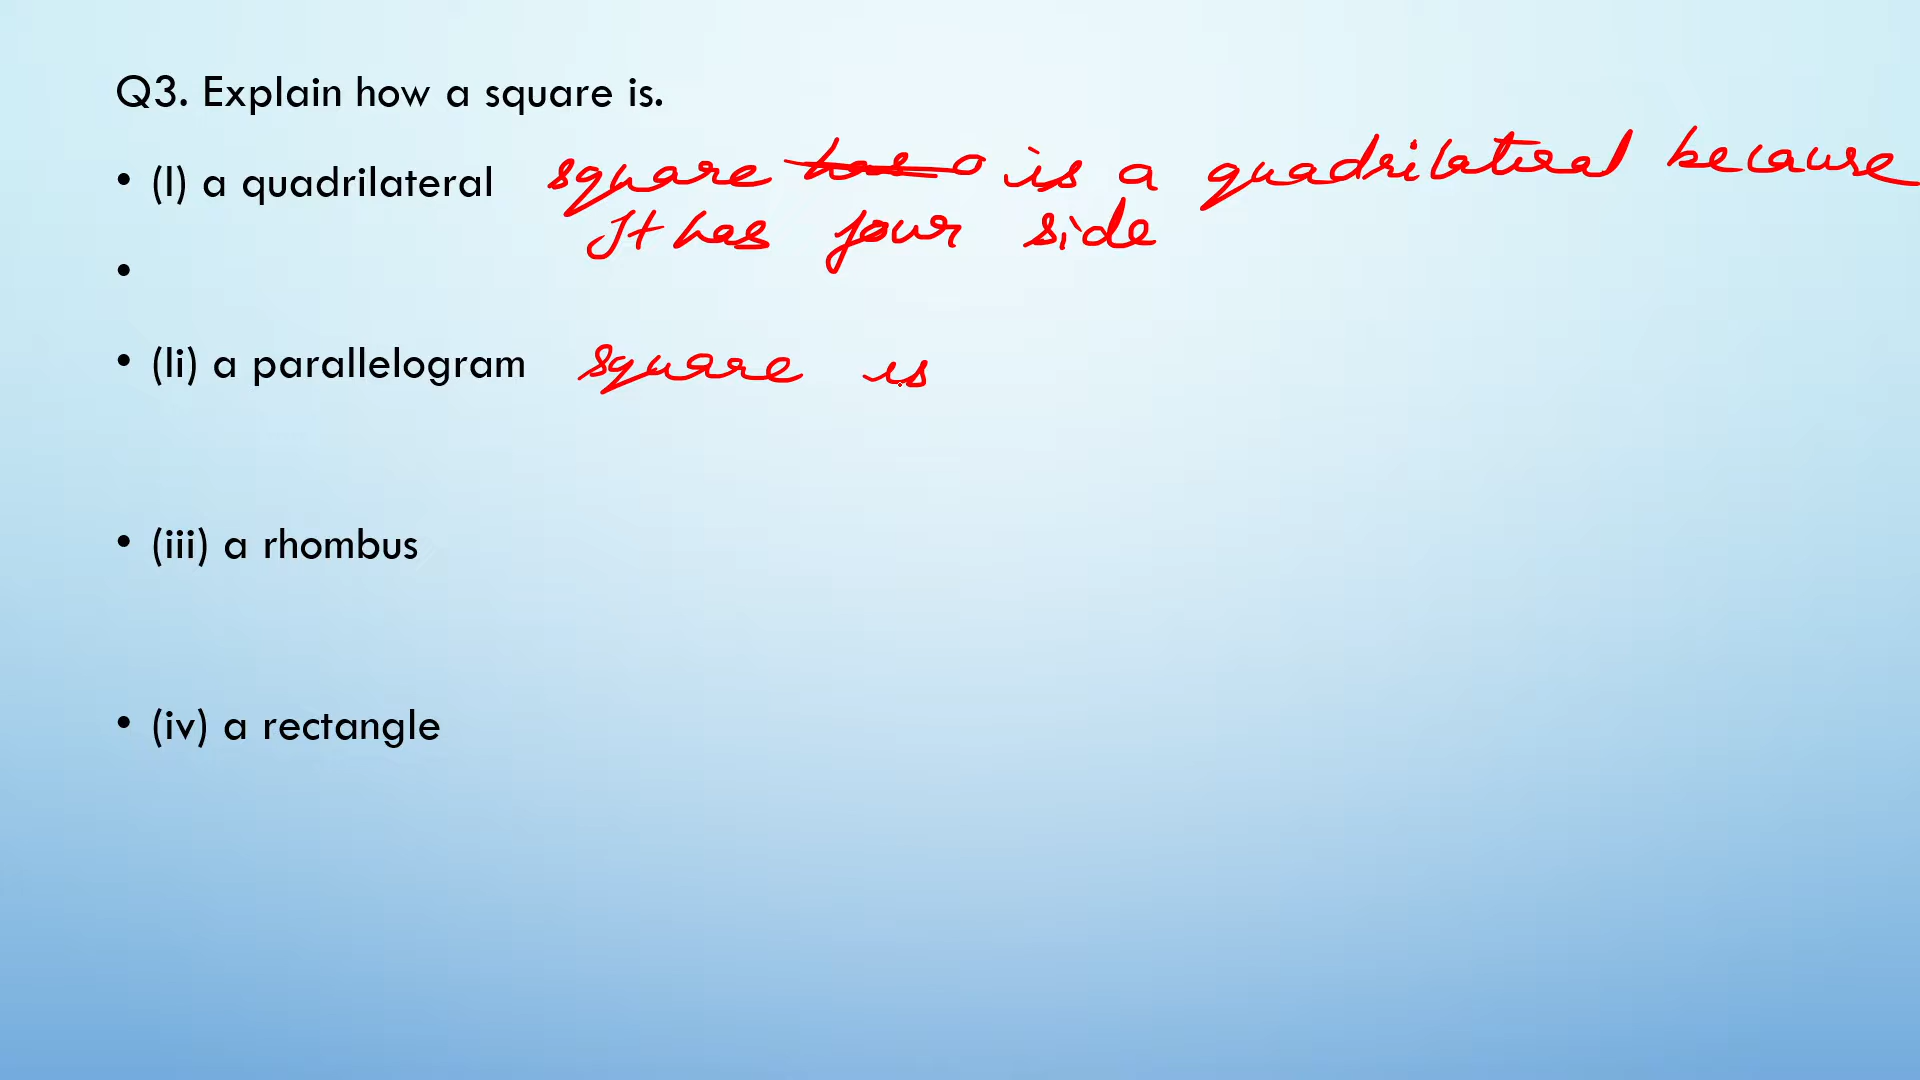 Q3. Explain how a square is.
• (I) a quadrilateral square is a quadrilateral because
It has four side
•
• (Ii) a parallelogram square is
• (iii) a rhombus
• (iv) a rectangle